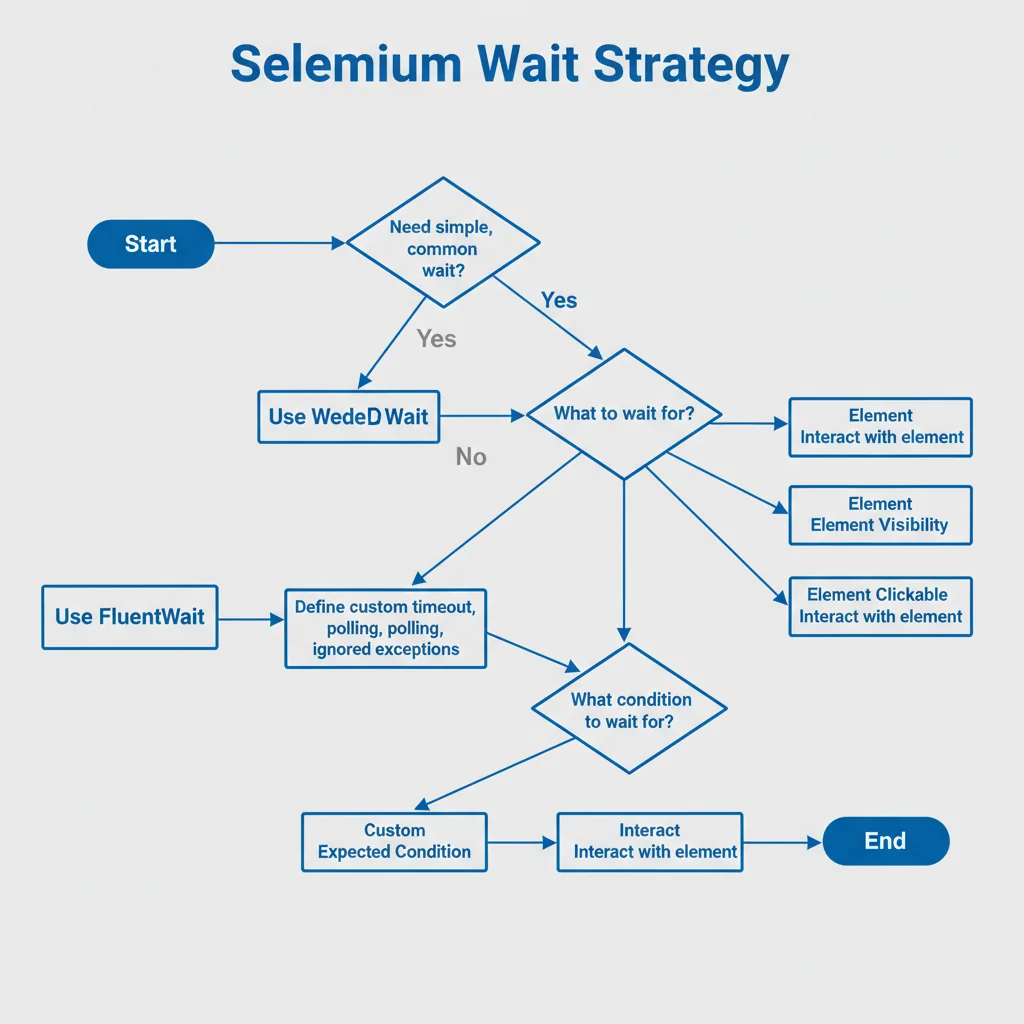 Selemium Wait Strategy
Start
Need simple,
common
wait?
Yes
Yes
Use WedeD Wait
What to wait for?
No
Element
Interact with element
Element
Element Visibility
Element Clickable
Interact with element
Use FluentWait
Define custom timeout,
polling, polling,
ignored exceptions
What condition
to wait for?
Custom
Expected Condition
Interact
Interact with element
End